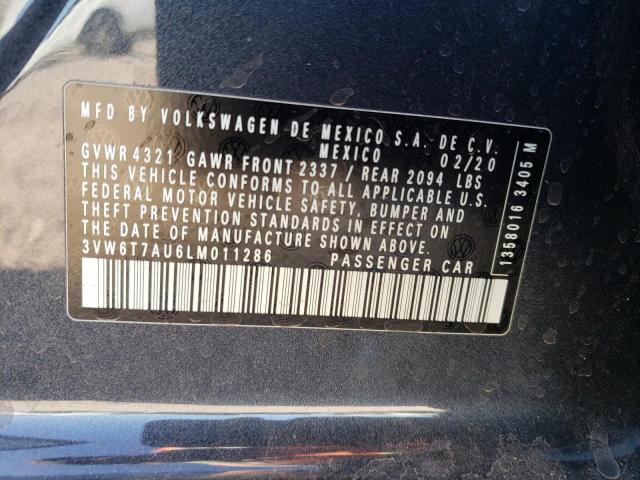 MFD BY VOLKSWAGEN DE MEXICO S.A. DE C.V.
MEXICO 02/20
GVWR 4321 GAWR FRONT 2337 / REAR 2094 LBS
THIS VEHICLE CONFORMS TO ALL APPLICABLE U.S.
FEDERAL MOTOR VEHICLE SAFETY, BUMPER AND
THEFT PREVENTION STANDARDS IN EFFECT ON
THE DATE OF MANUFACTURE SHOWN ABOVE
3VW6T7AU6LM011286 PASSENGER CAR
1358016 3405 M